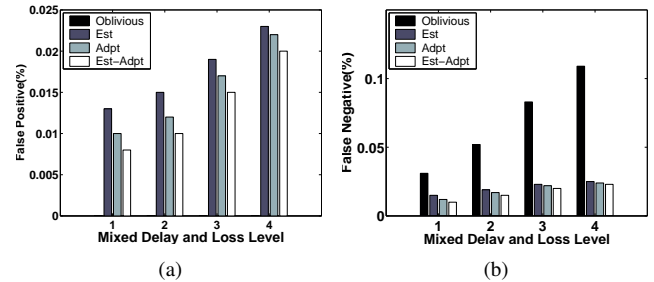 0.025
0.02
0.015
0.01
0.005
0
False Positive(%)
Oblivious
Est
Adpt
Est−Adpt
1 2 3 4
Mixed Delay and Loss Level
(a)
0.1
0.05
0
False Negative(%)
Oblivious
Est
Adpt
Est−Adpt
1 2 3 4
Mixed Delay and Loss Level
(b)